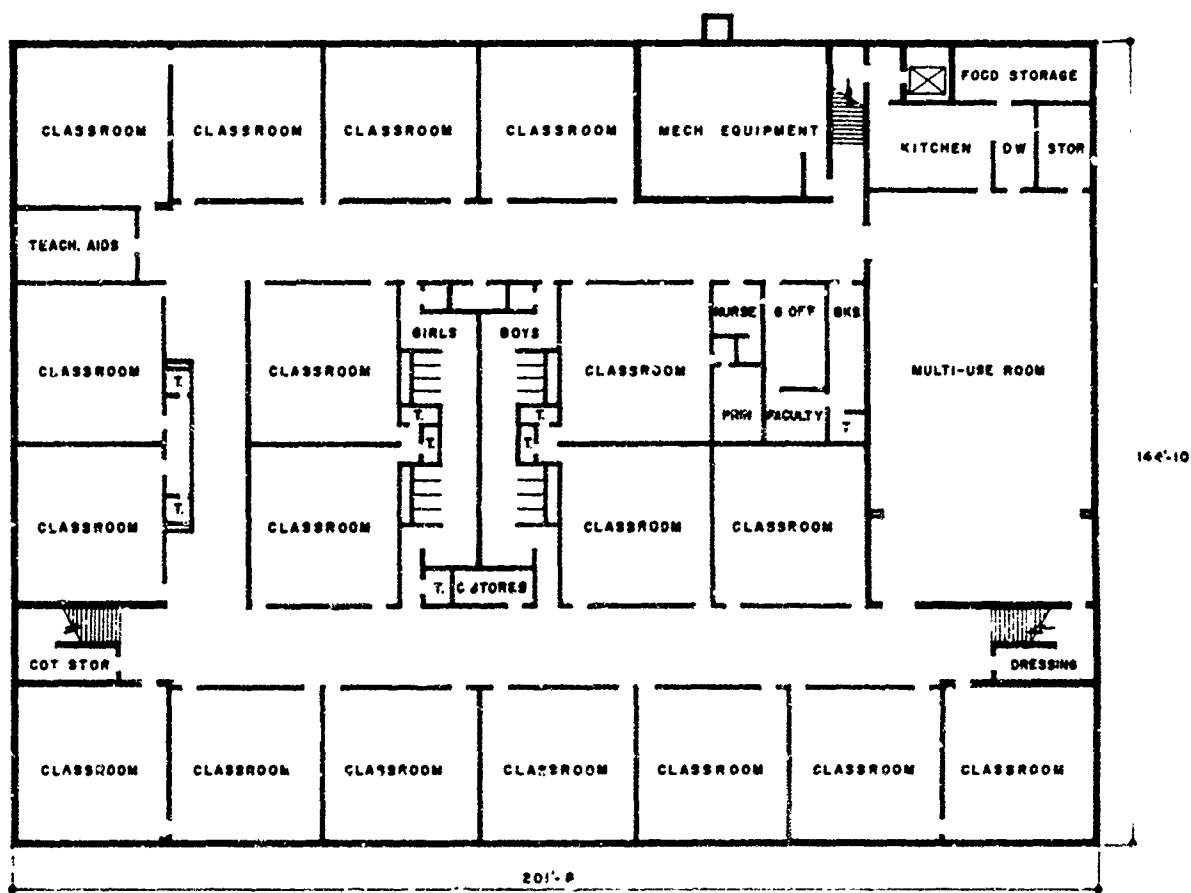 CLASSROOM CLASSROOM CLASSROOM CLASSROOM MECH EQUIPMENT
FOOD STORAGE
KITCHEN DW STOR
TEACH. AIDS
NURSE G OFF BKS
GIRLS BOYS
CLASSROOM CLASSROOM CLASSROOM MULTI-USE ROOM
T.
T. T. PRIN FACULTY T
T. T.
T.
CLASSROOM CLASSROOM CLASSROOM CLASSROOM
T. STORES
COT STOR DRESSING
CLASSROOM CLASSROOM CLASSROOM CLASSROOM CLASSROOM CLASSROOM CLASSROOM
201'-8